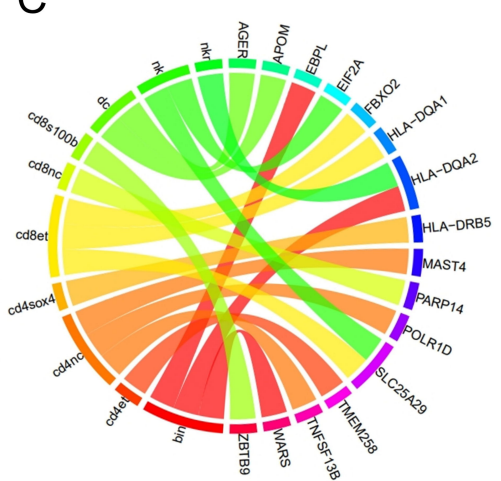 C
AGER
APOM
EBPL
EIF2A
FBXO2
HLA-DQA1
HLA-DQA2
HLA-DRB5
MAST4
PARP14
POLR1D
SLC25A29
TMEM258
TNFSF13B
WARS
ZBTB9
bin
cd4et
cd4nc
cd4sox4
cd8et
cd8nc
cd8s100b
dc
nk
nkr